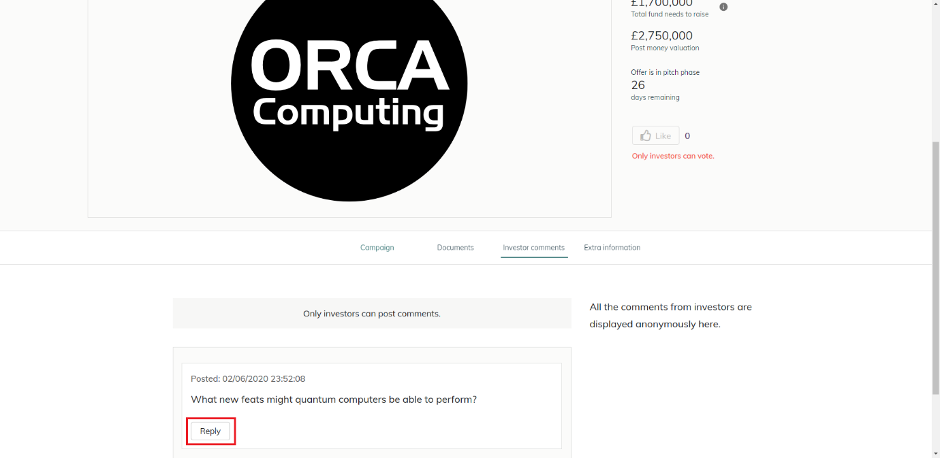 £1,700,000
Total fund needs to raise
£2,750,000
Post money valuation
Offer is in pitch phase
26
days remaining
Like 0
Only investors can vote.
ORCA
Computing
Campaign Documents Investor comments Extra information
Only investors can post comments.
All the comments from investors are
displayed anonymously here.
Posted: 02/06/2020 23:52:08
What new feats might quantum computers be able to perform?
Reply